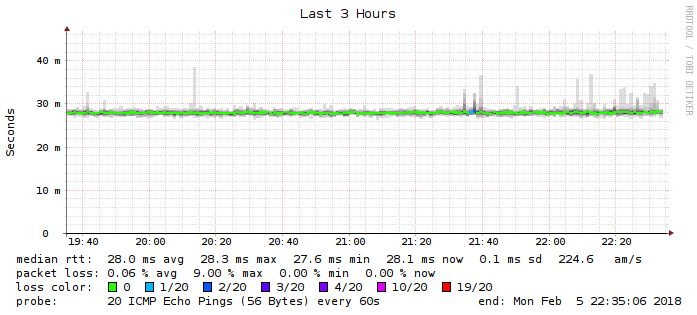 Last 3 Hours
RRDTOOL / TOBI OETIKER
Seconds
40 m
30 m
20 m
10 m
0
19:40 20:00 20:20 20:40 21:00 21:20 21:40 22:00 22:20
median rtt: 28.0 ms avg 28.3 ms max 27.6 ms min 28.1 ms now 0.1 ms sd 224.6 am/s
packet loss: 0.06 % avg 9.00 % max 0.00 % min 0.00 % now
loss color: 0 1/20 2/20 3/20 4/20 10/20 19/20
probe: 20 ICMP Echo Pings (56 Bytes) every 60s end: Mon Feb 5 22:35:06 2018